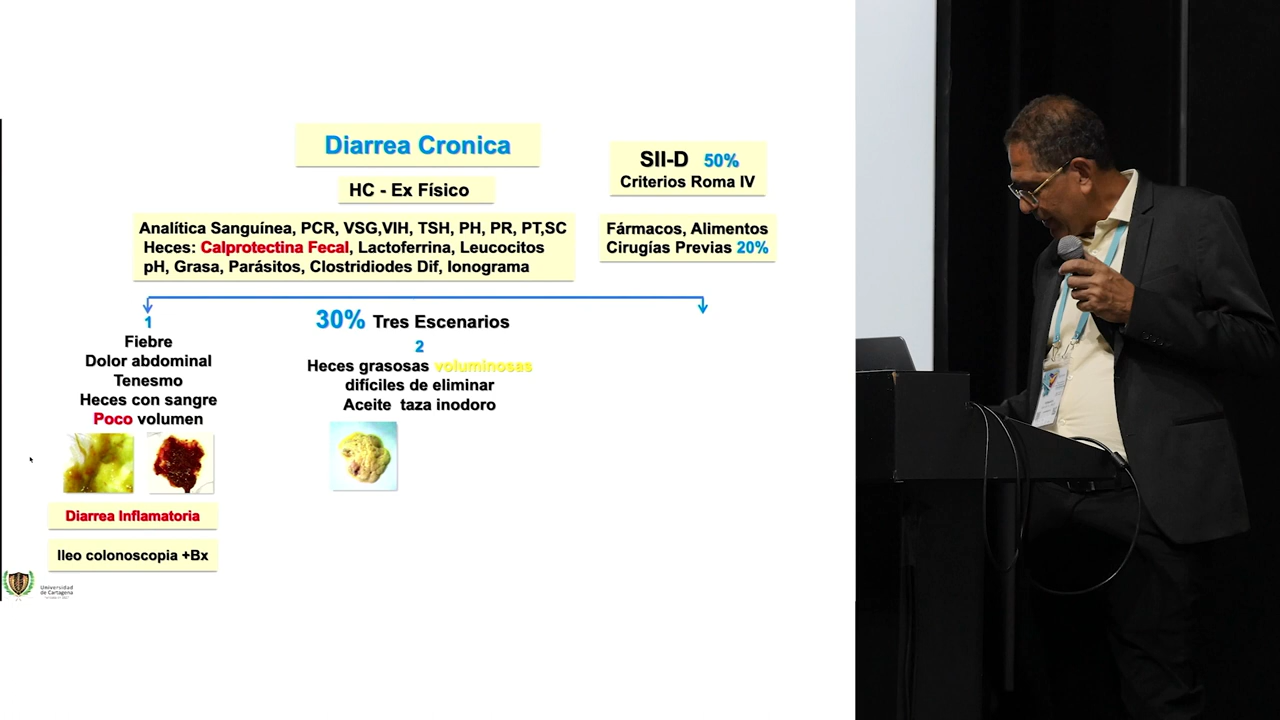 Diarrea Cronica
HC - Ex Físico
SII-D 50%
Criterios Roma IV
Analítica Sanguínea, PCR, VSG,VIH, TSH, PH, PR, PT,SC
Heces: Calprotectina Fecal, Lactoferrina, Leucocitos
pH, Grasa, Parásitos, Clostridiodes Dif, Ionograma
Fármacos, Alimentos
Cirugías Previas 20%
30% Tres Escenarios
1
Fiebre
Dolor abdominal
Tenesmo
Heces con sangre
Poco volumen
2
Heces grasosas voluminosas
difíciles de eliminar
Aceite taza inodoro
Diarrea Inflamatoria
Ileo colonoscopia +Bx
Universidad
de Cartagena